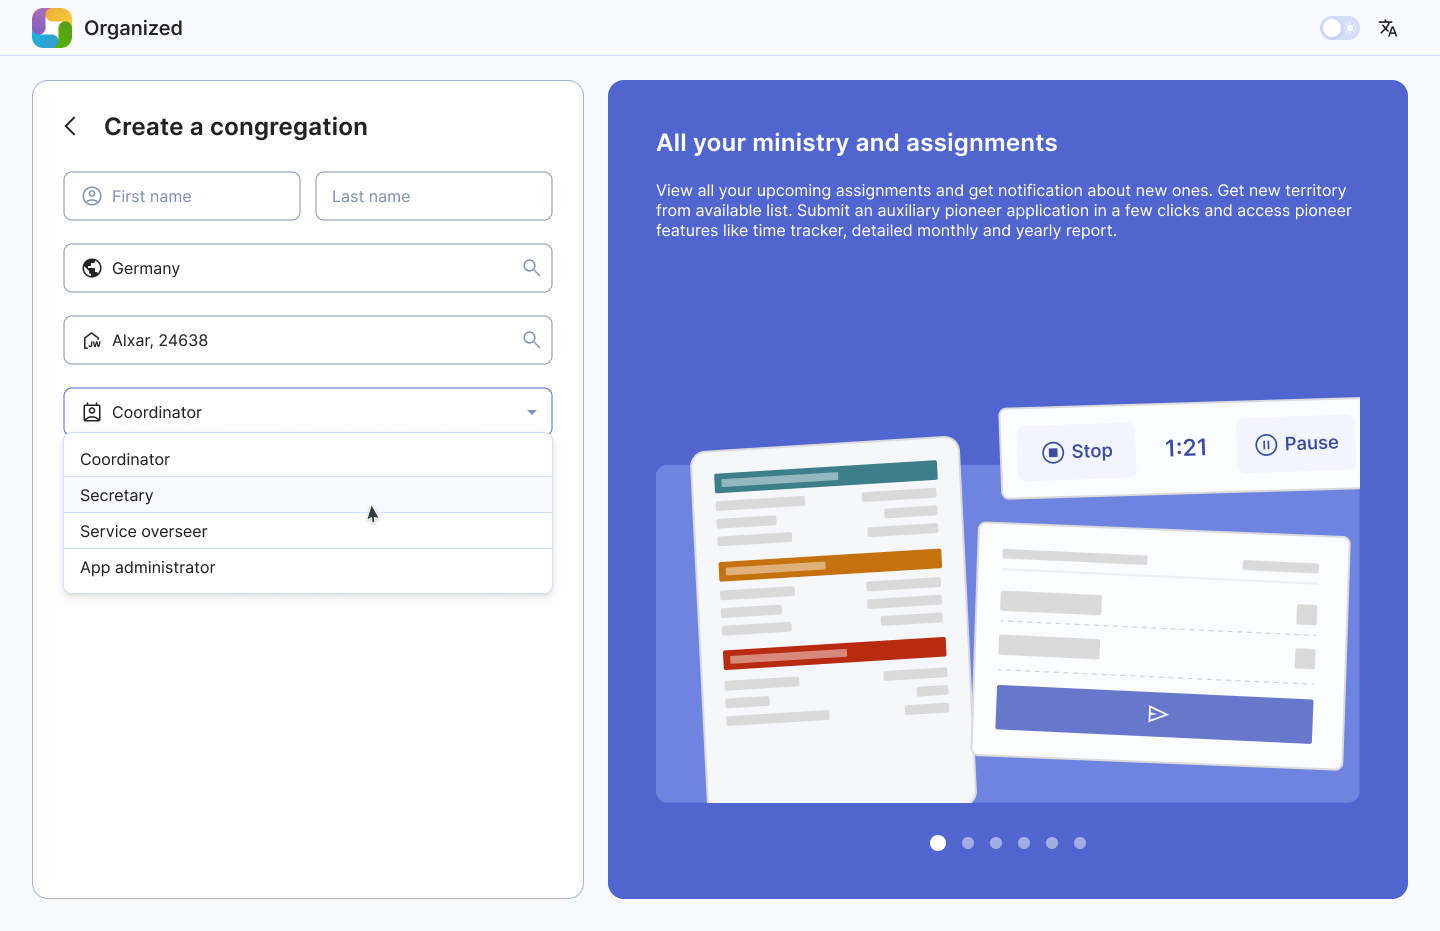 Organized
Create a congregation
First name
Last name
Germany
JW
Alxar, 24638
Coordinator
Coordinator
Secretary
Service overseer
App administrator
All your ministry and assignments
View all your upcoming assignments and get notification about new ones. Get new territory
from available list. Submit an auxiliary pioneer application in a few clicks and access pioneer
features like time tracker, detailed monthly and yearly report.
Stop
1:21
Pause